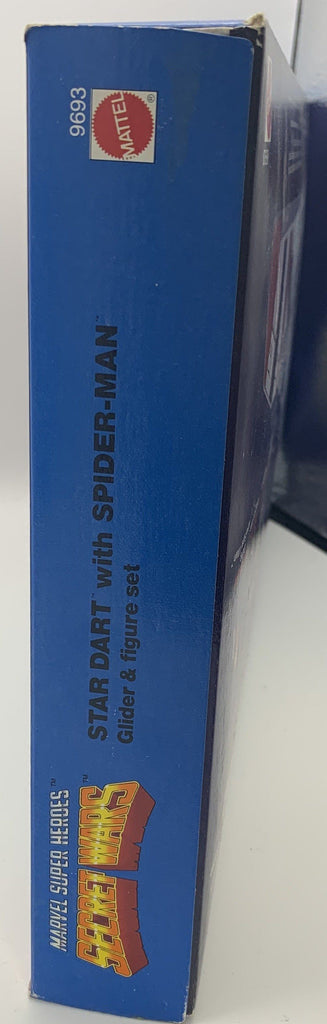 MARVEL SUPER HEROES™
SECRET WARS™
STAR DART™ with SPIDER-MAN™
Glider & figure set
9693
MATTEL®